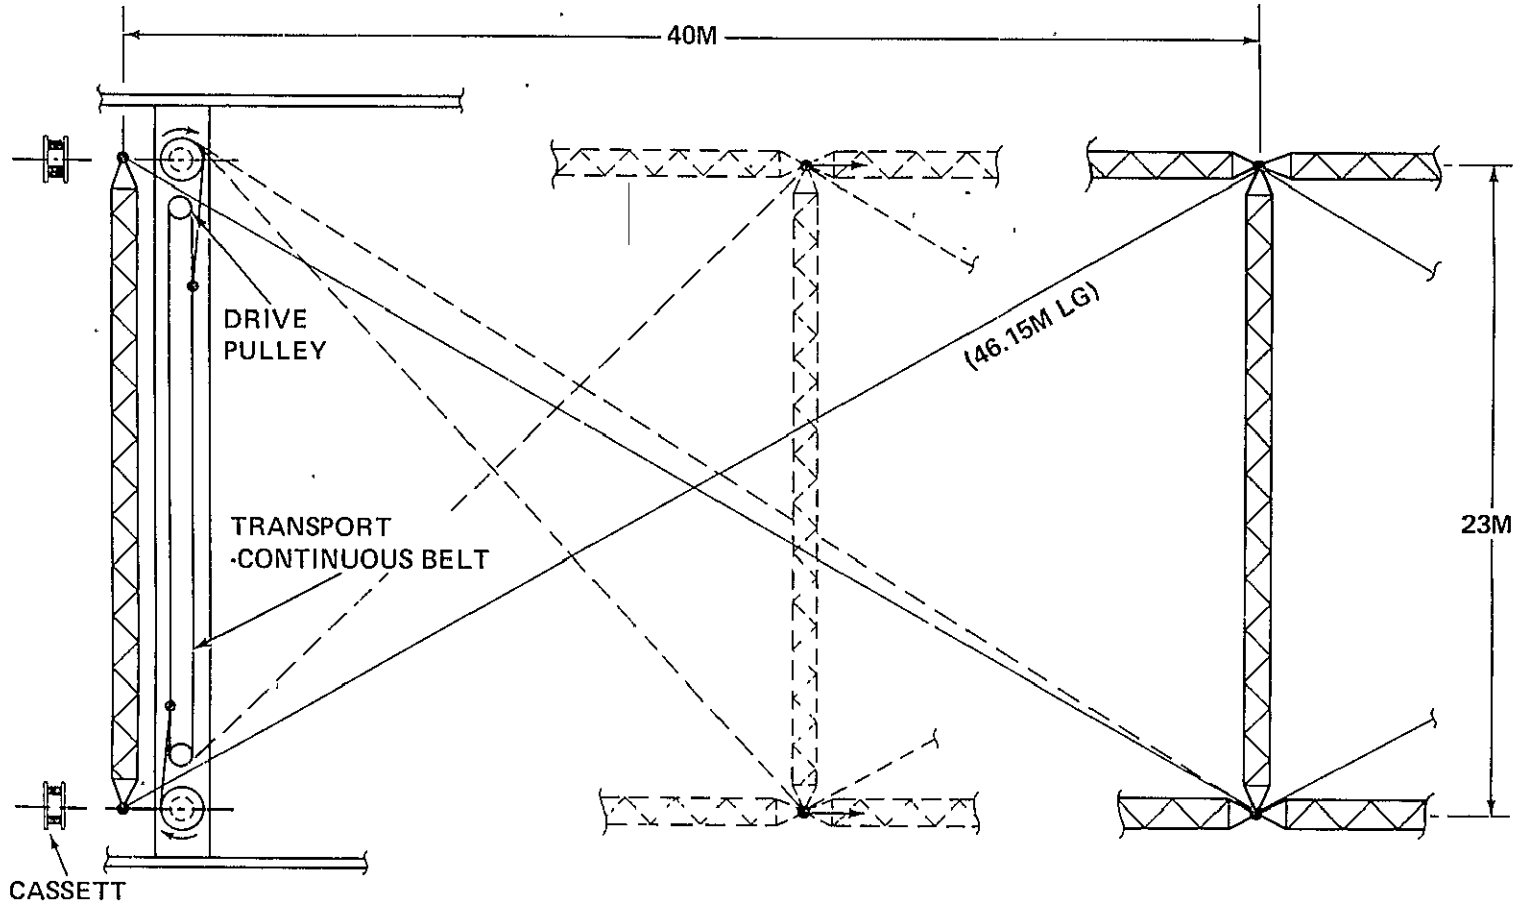 40M
DRIVE
PULLEY
(46.15M LG)
TRANSPORT
CONTINUOUS BELT
23M
CASSETT